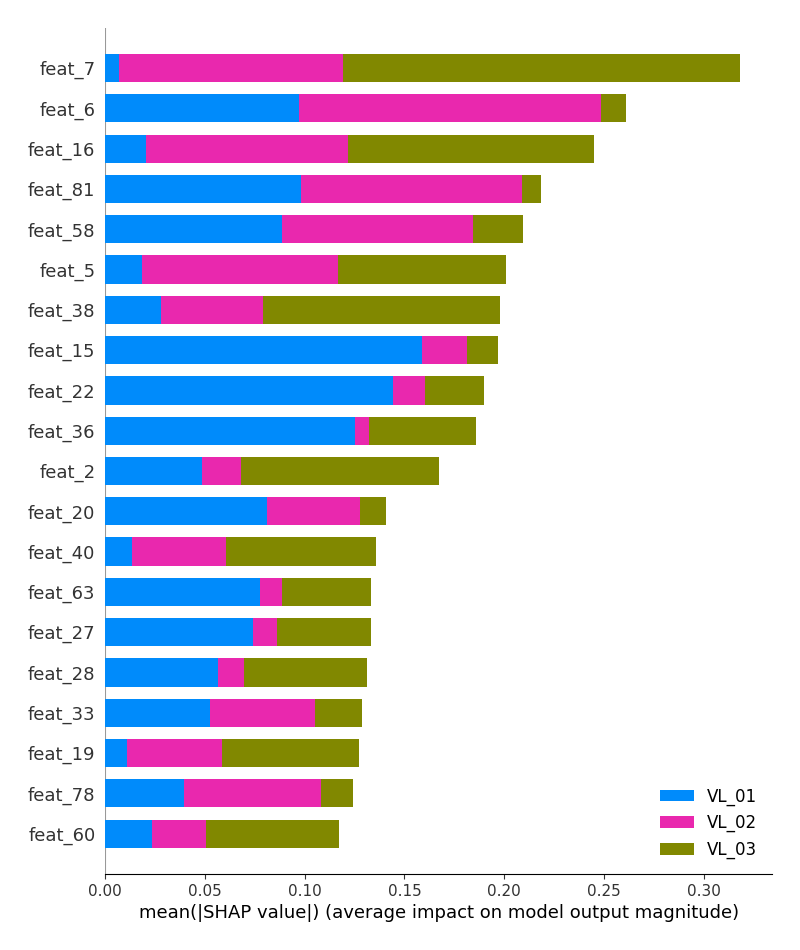 feat_7
feat_6
feat_16
feat_81
feat_58
feat_5
feat_38
feat_15
feat_22
feat_36
feat_2
feat_20
feat_40
feat_63
feat_27
feat_28
feat_33
feat_19
feat_78
feat_60
VL_01
VL_02
VL_03
0.00 0.05 0.10 0.15 0.20 0.25 0.30
mean(|SHAP value|) (average impact on model output magnitude)